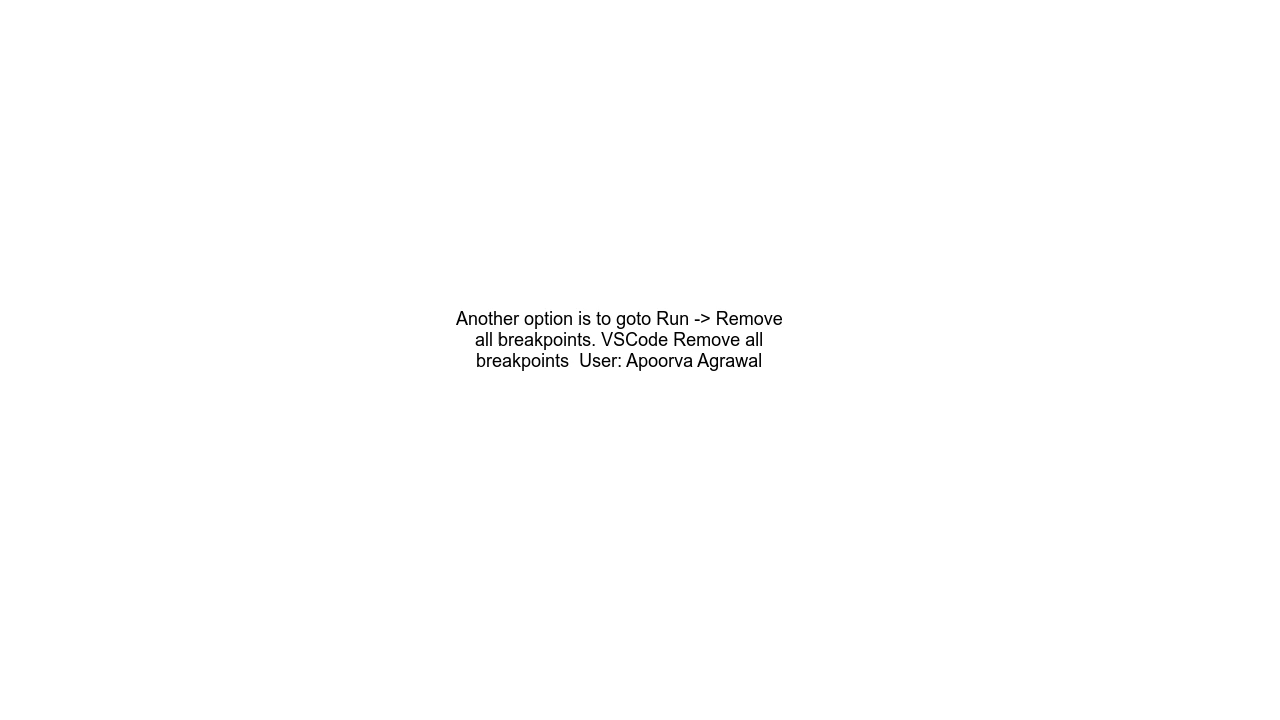 Another option is to goto Run -> Remove
all breakpoints. VSCode Remove all
breakpoints  User: Apoorva Agrawal